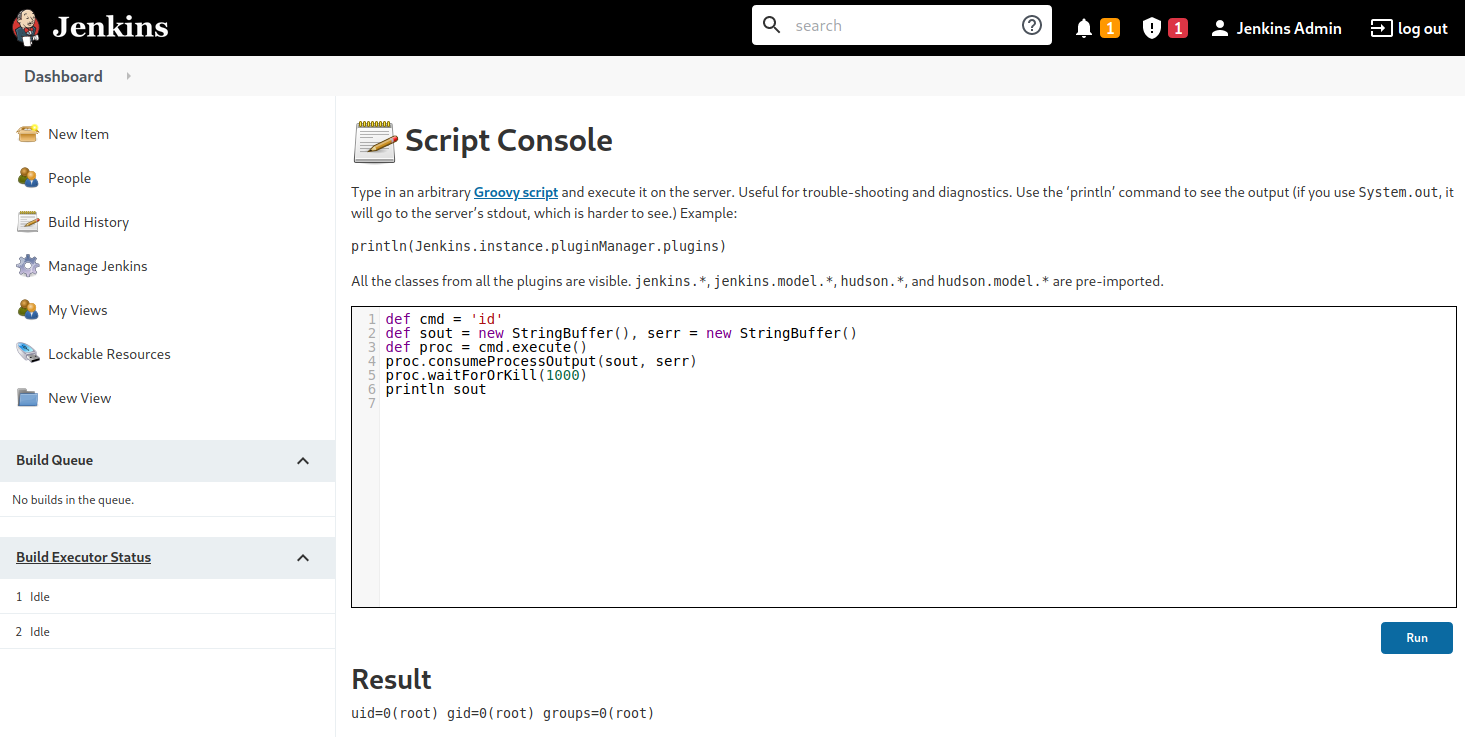 Jenkins
search
1
1
Jenkins Admin
log out
Dashboard
New Item
People
Build History
Manage Jenkins
My Views
Lockable Resources
New View
Build Queue
No builds in the queue.
Build Executor Status
1 Idle
2 Idle
Script Console
Type in an arbitrary Groovy script and execute it on the server. Useful for trouble-shooting and diagnostics. Use the ‘println’ command to see the output (if you use System.out, it
will go to the server’s stdout, which is harder to see.) Example:
println(Jenkins.instance.pluginManager.plugins)
All the classes from all the plugins are visible. jenkins.*, jenkins.model.*, hudson.*, and hudson.model.* are pre-imported.
1 def cmd = 'id'
2 def sout = new StringBuffer(), serr = new StringBuffer()
3 def proc = cmd.execute()
4 proc.consumeProcessOutput(sout, serr)
5 proc.waitForOrKill(1000)
6 println sout
7
Run
Result
uid=0(root) gid=0(root) groups=0(root)